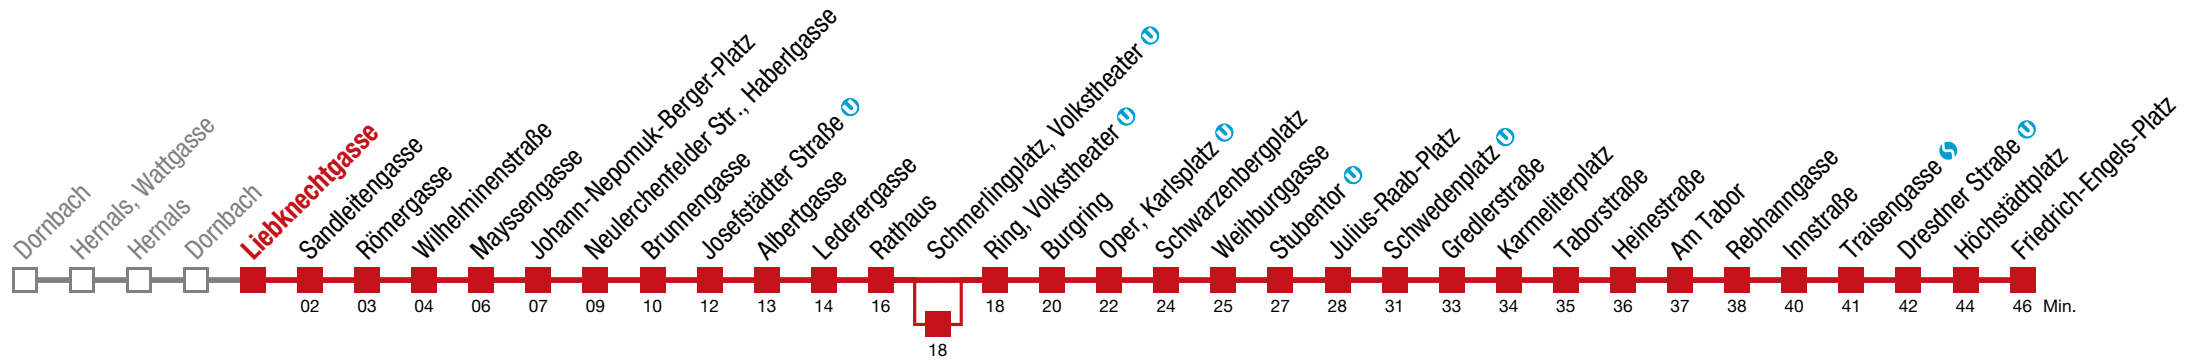 Dornbach
Hernals, Wattgasse
Hernals
Dornbach
Liebknechtgasse
Sandleitengasse
Römergasse
Wilhelminenstraße
Mayssengasse
Johann-Nepomuk-Berger-Platz
Neulerchenfelder Str., Haberlgasse
Brunnengasse
Josefstädter Straße U
Albertgasse
Lederergasse
Rathaus
Schmerlingplatz, Volkstheater U
Ring, Volkstheater U
Burgring
Oper, Karlsplatz U
Schwarzenbergplatz
Weihburggasse
Stubentor U
Julius-Raab-Platz
Schwedenplatz U
Gredlerstraße
Karmeliterplatz
Taborstraße
Heinestraße
Am Tabor
Rebhanngasse
Innstraße
Traisengasse S
Dresdner Straße U
Höchstädtplatz
Friedrich-Engels-Platz
02 03 04 06 07 09 10 12 13 14 16 18 20 22 24 25 27 28 31 33 34 35 36 37 38 40 41 42 44 46 Min.
18